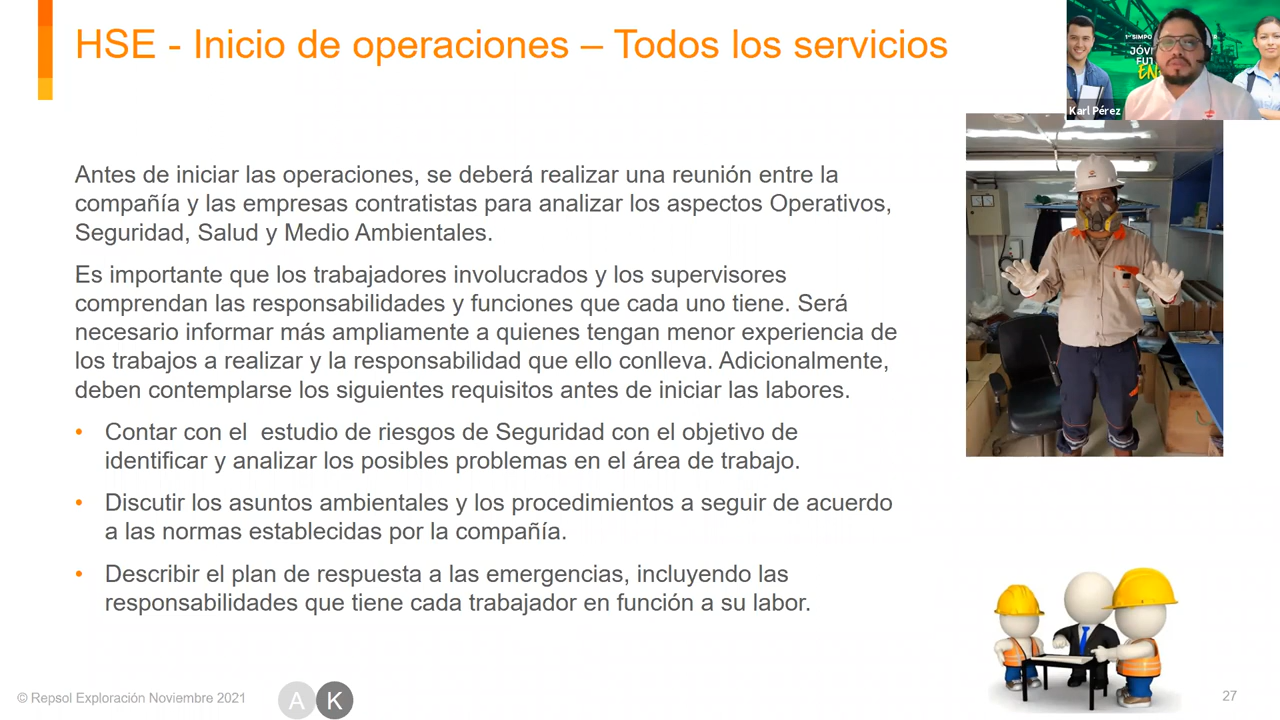 HSE - Inicio de operaciones – Todos los servicios
Karl Pérez
Antes de iniciar las operaciones, se deberá realizar una reunión entre la
compañía y las empresas contratistas para analizar los aspectos Operativos,
Seguridad, Salud y Medio Ambientales.
Es importante que los trabajadores involucrados y los supervisores
comprendan las responsabilidades y funciones que cada uno tiene. Será
necesario informar más ampliamente a quienes tengan menor experiencia de
los trabajos a realizar y la responsabilidad que ello conlleva. Adicionalmente,
deben contemplarse los siguientes requisitos antes de iniciar las labores.
• Contar con el  estudio de riesgos de Seguridad con el objetivo de
identificar y analizar los posibles problemas en el área de trabajo.
• Discutir los asuntos ambientales y los procedimientos a seguir de acuerdo
a las normas establecidas por la compañía.
• Describir el plan de respuesta a las emergencias, incluyendo las
responsabilidades que tiene cada trabajador en función a su labor.
© Repsol Exploración Noviembre 2021
A K
27